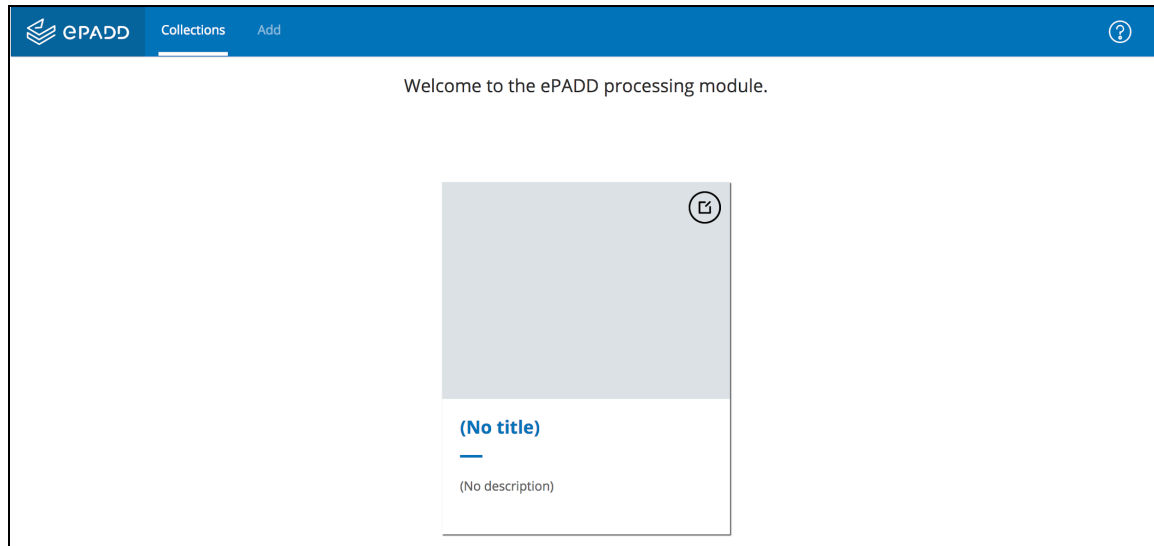 ePADD Collections Add ?
Welcome to the ePADD processing module.
(No title)
(No description)